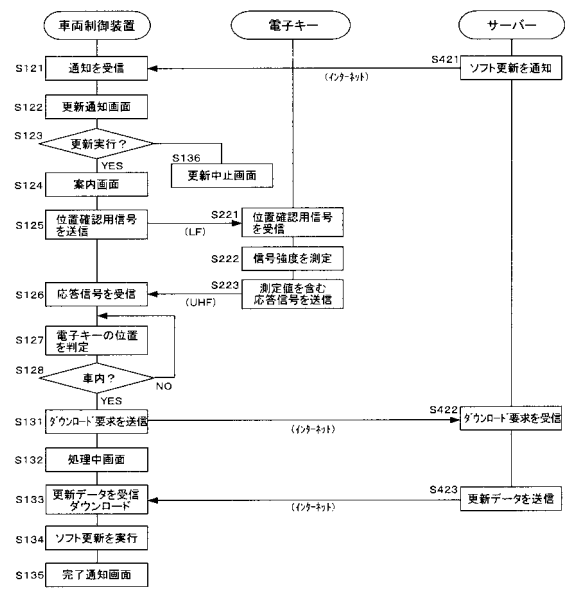 車両制御装置
電子キー
サーバー
S421
S121
通知を受信
(インターネット)
ソフト更新を通知
S122
更新通知画面
S123
更新実行?
YES
S136
更新中止画面
S124
案内画面
S125
位置確認用信号
を送信
(LF)
S221
位置確認用信号
を受信
S222
信号強度を測定
S223
測定値を含む
応答信号を送信
S126
応答信号を受信
(UHF)
S127
電子キーの位置
を判定
S128
車内?
NO
YES
S131
ダウンロード要求を送信
(インターネット)
S422
ダウンロード要求を受信
S132
処理中画面
S133
更新データを受信
ダウンロード
(インターネット)
S423
更新データを送信
S134
ソフト更新を実行
S135
完了通知画面